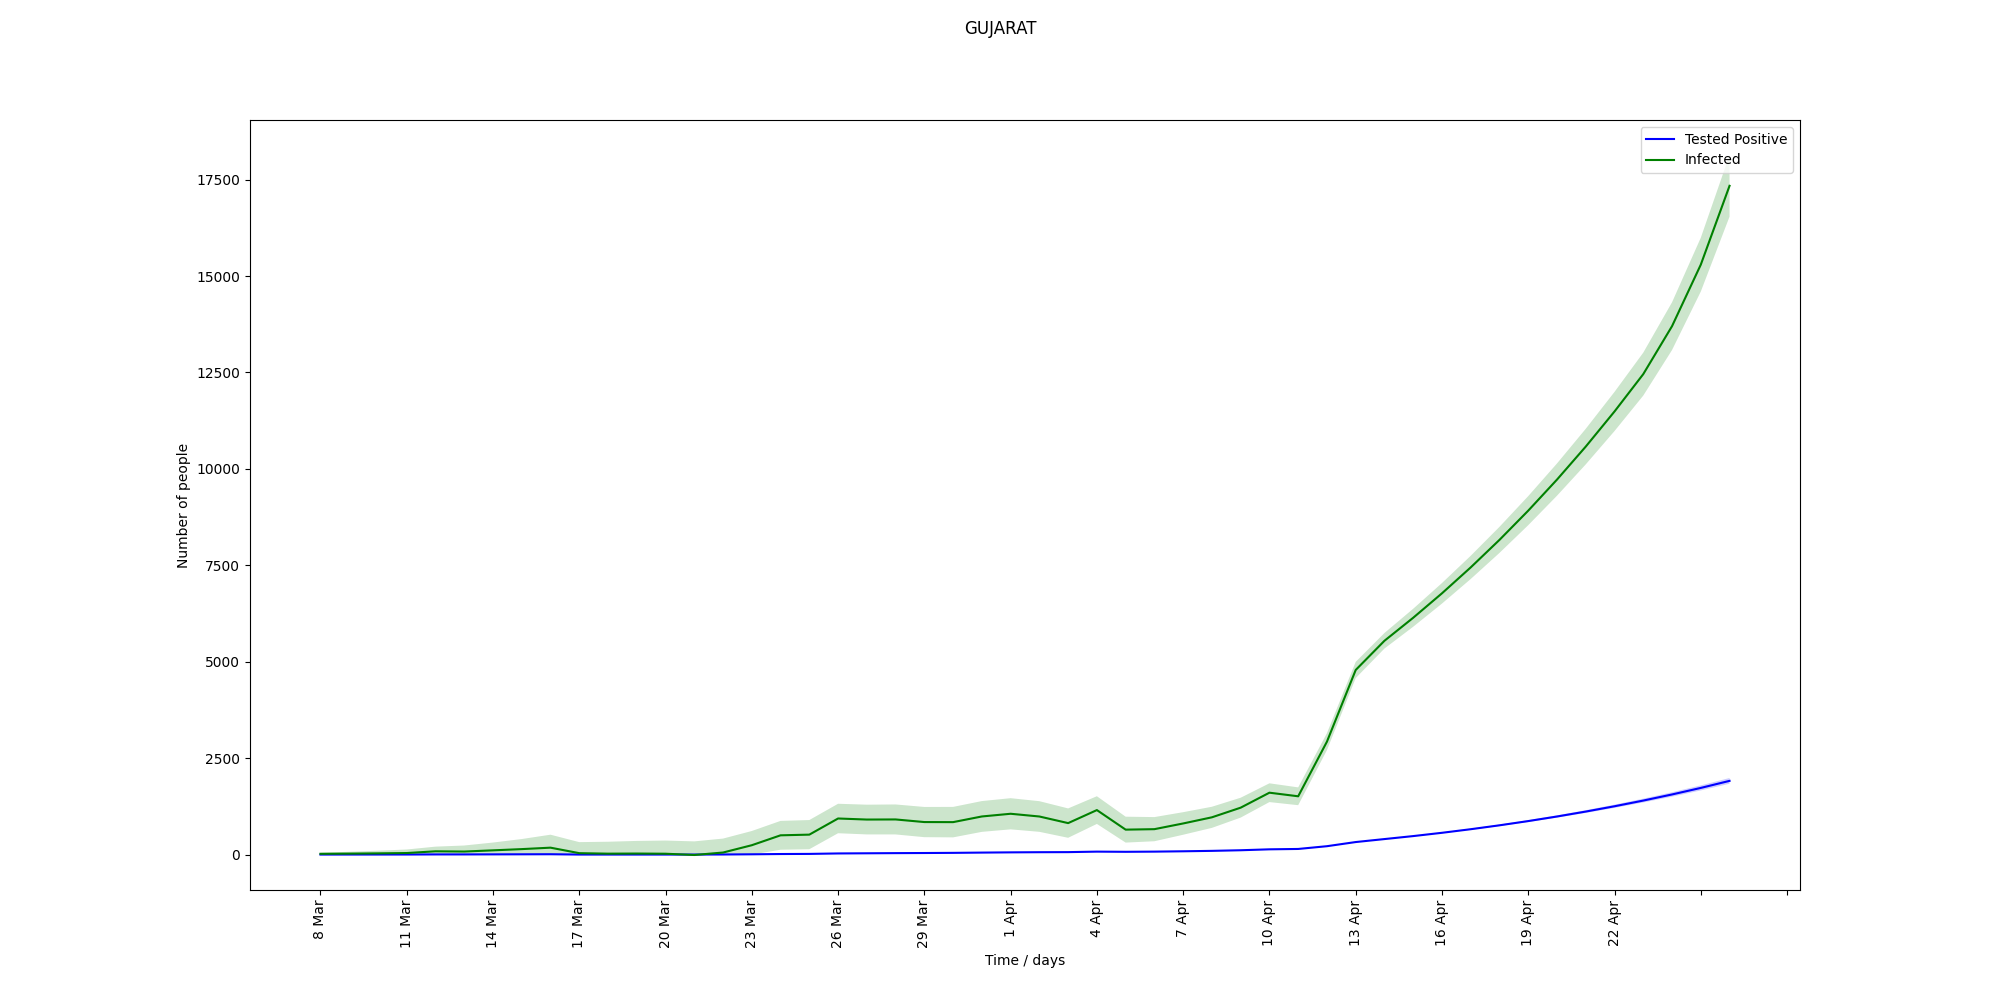 GUJARAT
Tested Positive
Infected
17500
15000
12500
10000
7500
5000
2500
0
Number of people
8 Mar
11 Mar
14 Mar
17 Mar
20 Mar
23 Mar
26 Mar
29 Mar
1 Apr
4 Apr
7 Apr
10 Apr
13 Apr
16 Apr
19 Apr
22 Apr
Time / days